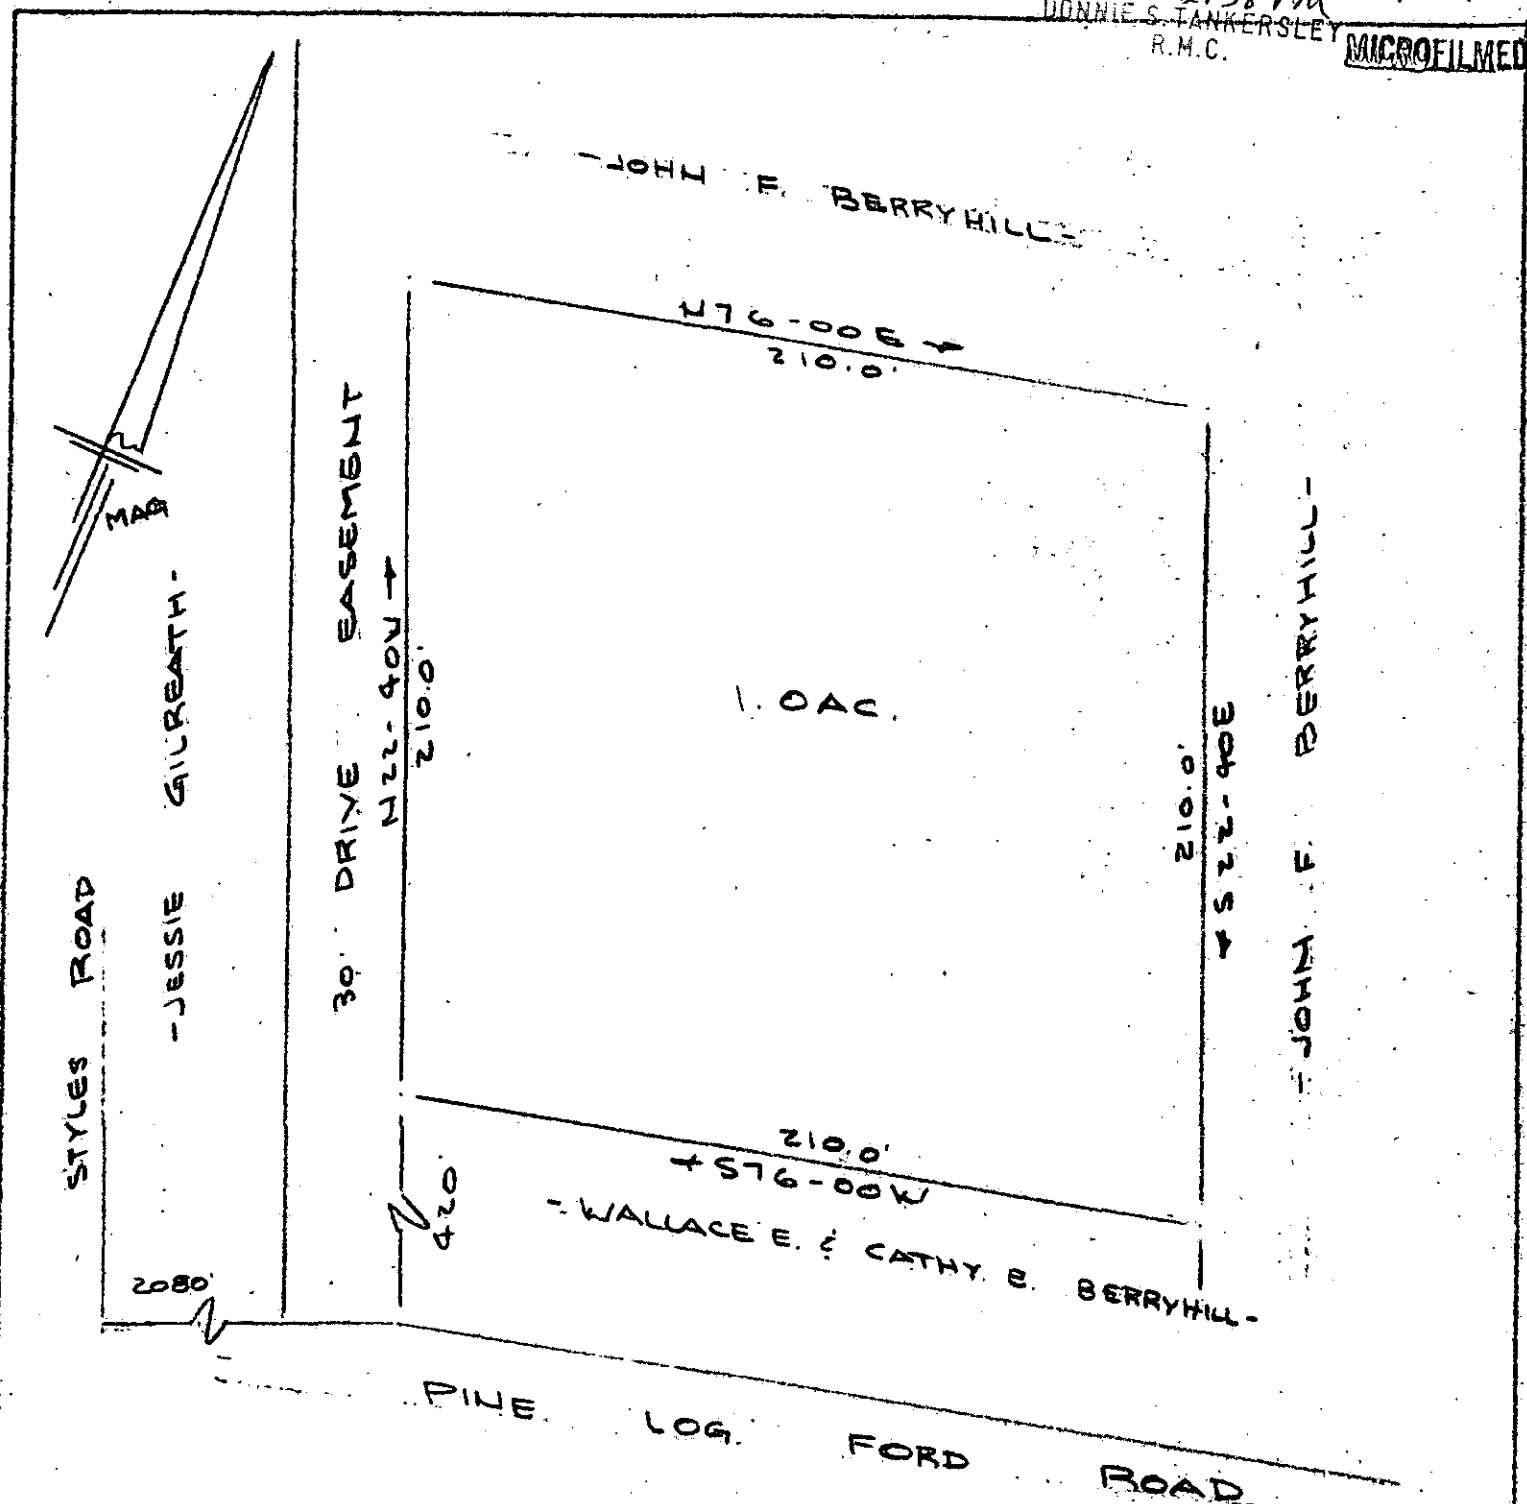 DONNIE S. TANKERSLEY
R.M.C.
MICROFILMED
-JOHN F. BERRYHILL-
N76-00E
210.0'
MAG
30' DRIVE EASEMENT
N22-40W
210.0'
1.0 AC.
210.0'
S22-40E
-JOHN F. BERRYHILL-
-JESSIE GILREATH-
STYLES ROAD
2080'
420'
210.0'
S76-00W
-WALLACE E. & CATHY E. BERRYHILL-
PINE LOG FORD ROAD